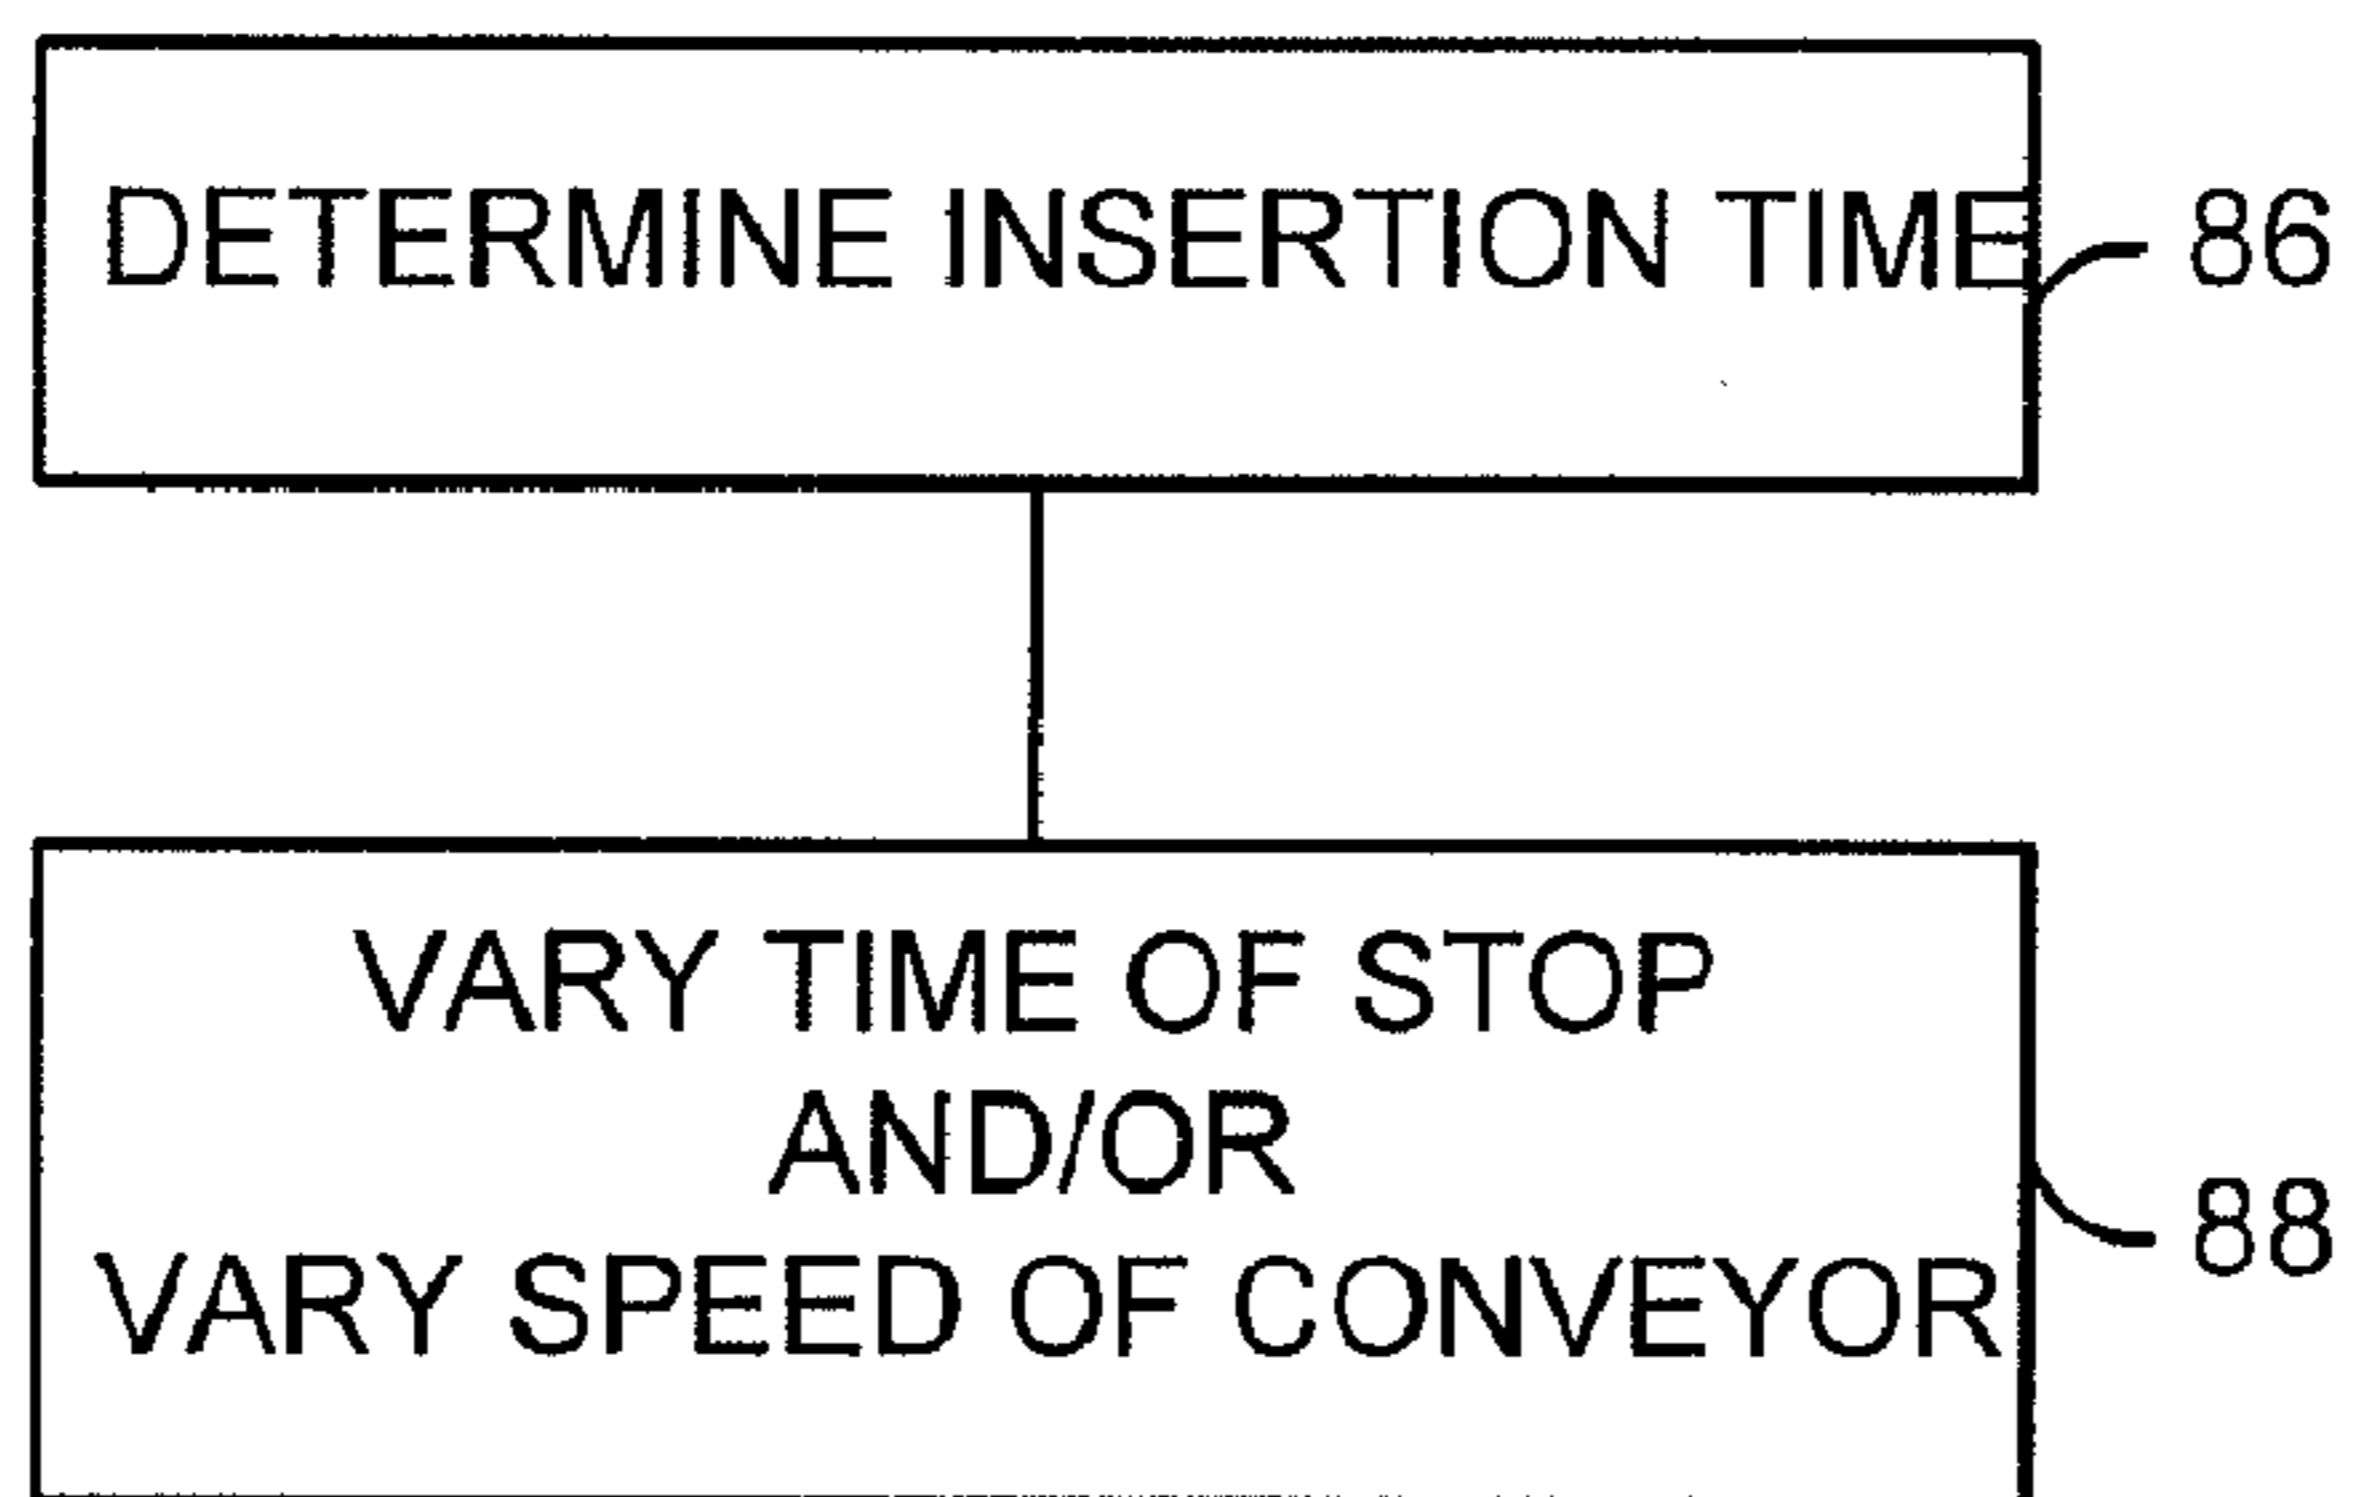 DETERMINE INSERTION TIME
86
VARY TIME OF STOP
AND/OR
VARY SPEED OF CONVEYOR
88